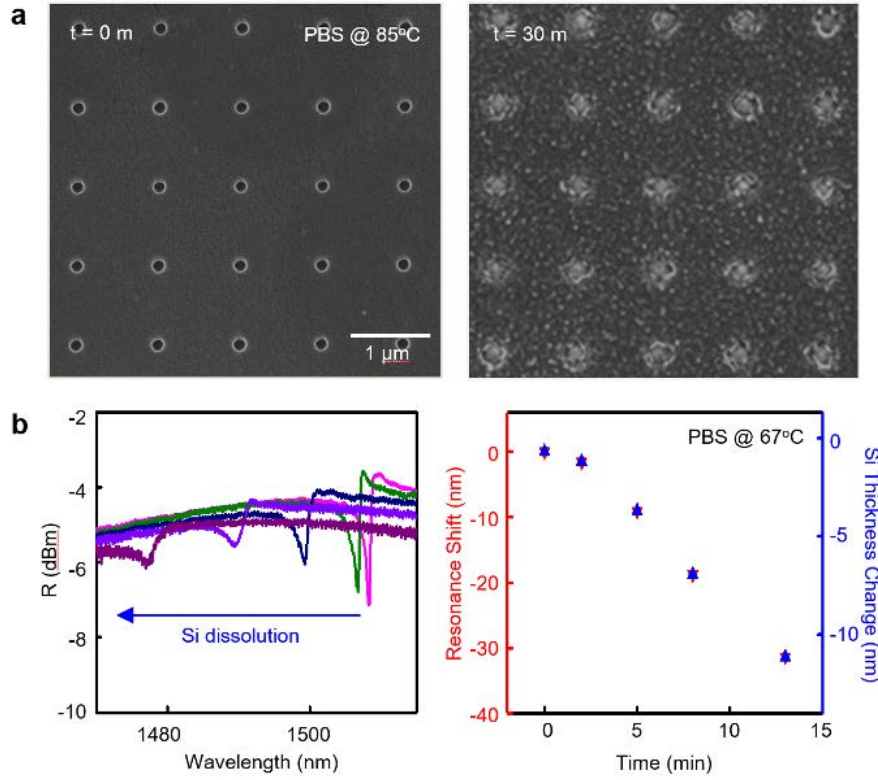 a
t = 0 m
PBS @ 85°C
1 µm
t = 30 m
b
-2
-4
-6
-8
-10
R (dBm)
Si dissolution
1480
1500
Wavelength (nm)
PBS @ 67°C
0
-10
-20
-30
-40
Resonance Shift (nm)
0
-5
-10
Si Thickness Change (nm)
0
5
10
15
Time (min)